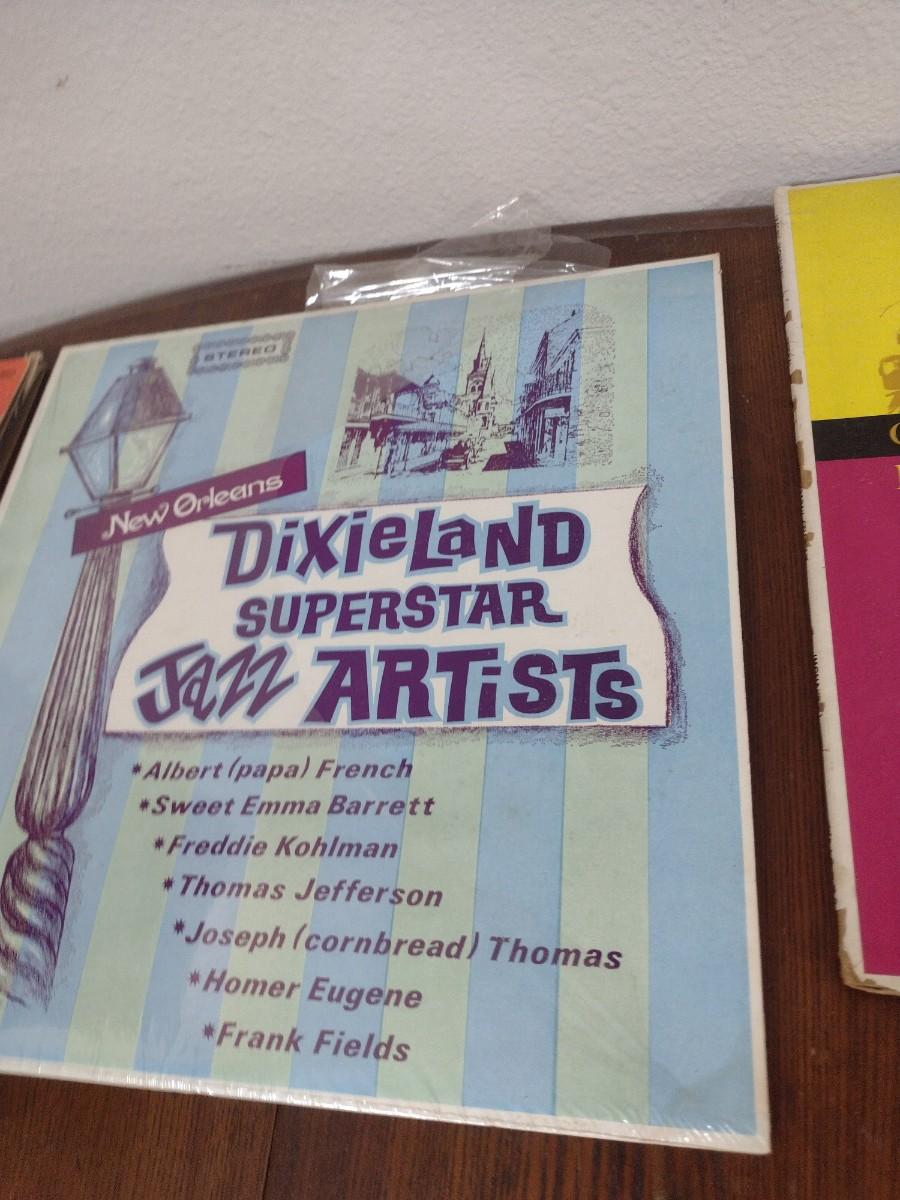 STEREO
New Orleans
DixieLaND
SUPERSTAR
Jazz ARTiSTs
*Albert (papa) French
*Sweet Emma Barrett
*Freddie Kohlman
*Thomas Jefferson
*Joseph (cornbread) Thomas
*Homer Eugene
*Frank Fields